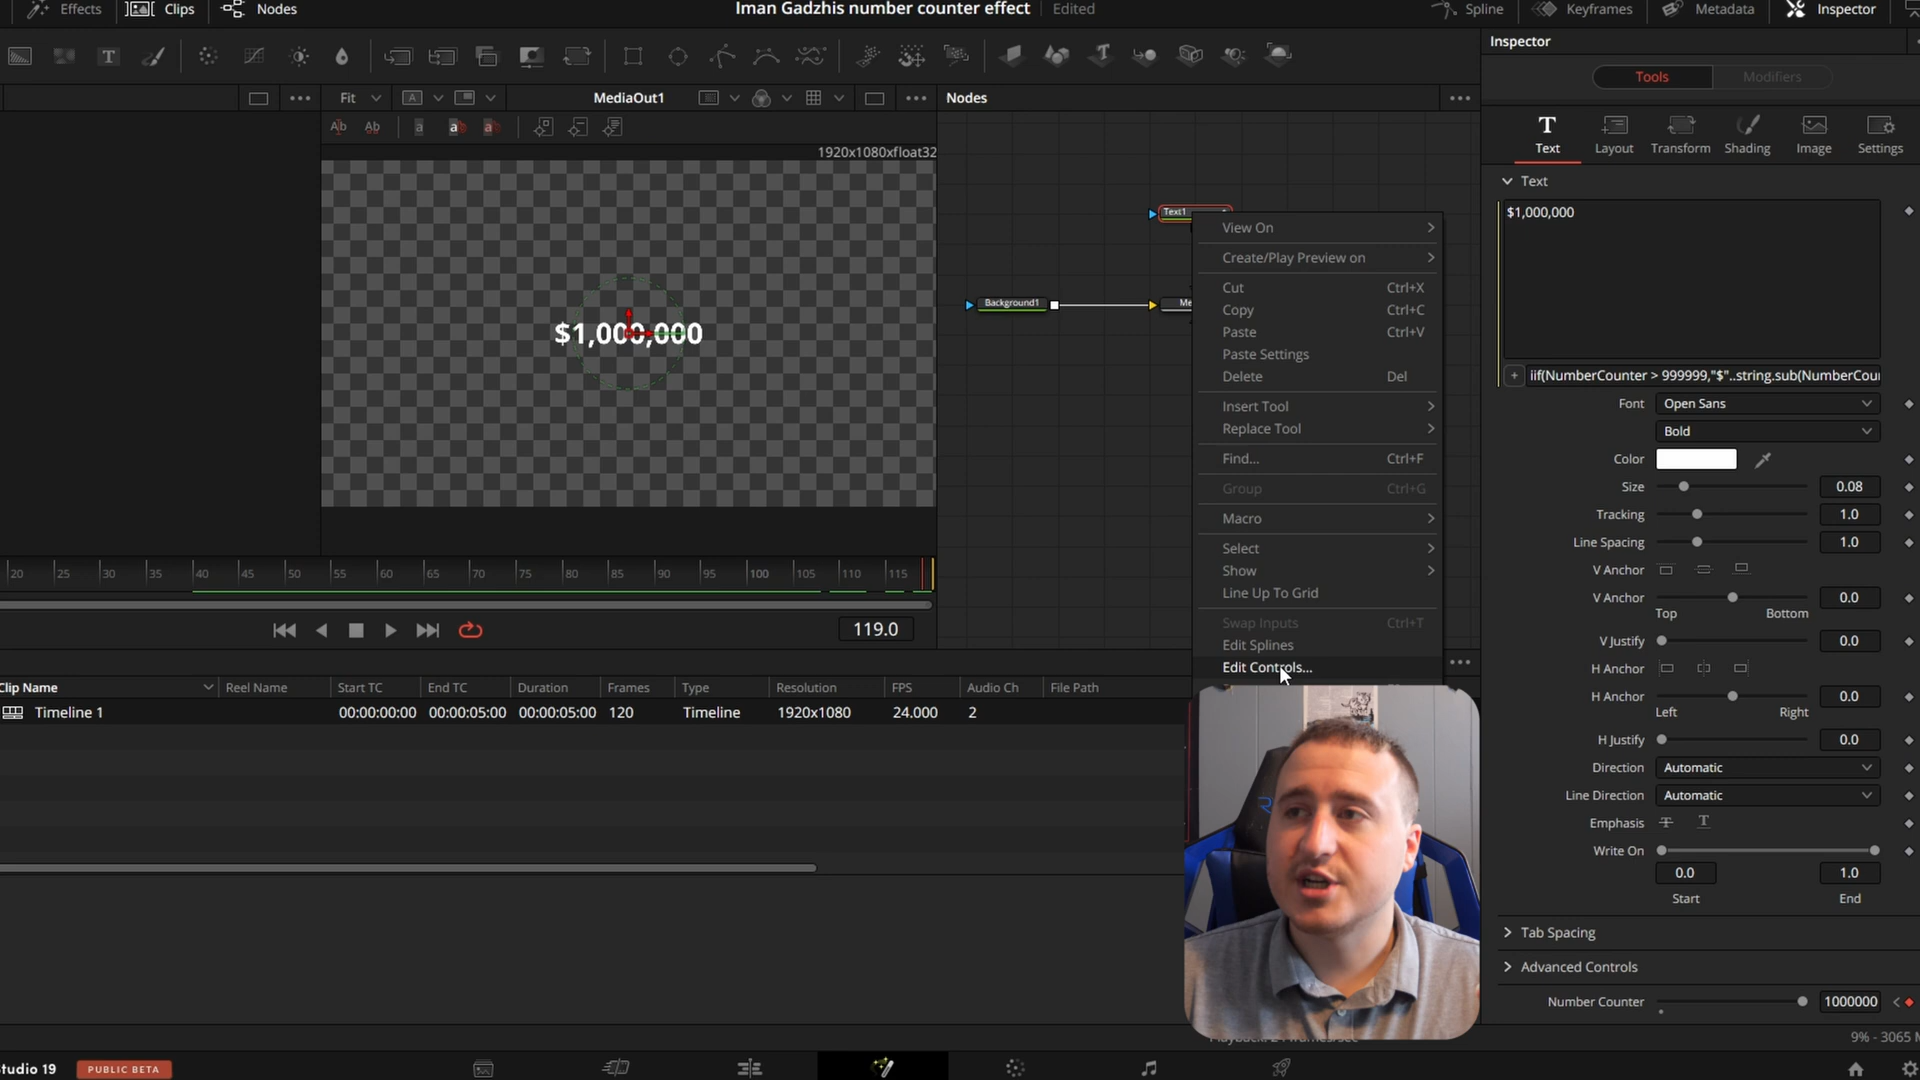 Effects
Clips
Nodes
Iman Gadzhis number counter effect
Edited
Spline
Keyframes
Metadata
Inspector
Inspector
Tools
Modifiers
Fit
A
MediaOut1
Nodes
Text
Layout
Transform
Shading
Image
Settings
1920x1080xfloat32
Text
$1,000,000
Text1
Background1
Me
$1,000,000
View On
Create/Play Preview on
Cut Ctrl+X
Copy Ctrl+C
Paste Ctrl+V
Paste Settings
Delete Del
Insert Tool
Replace Tool
Find... Ctrl+F
Group Ctrl+G
Macro
Select
Show
Line Up To Grid
Swap Inputs Ctrl+T
Edit Splines
Edit Controls...
iif(NumberCounter > 999999,"$"..string.sub(NumberCou
Font Open Sans
Bold
Color
Size 0.08
Tracking 1.0
Line Spacing 1.0
V Anchor
V Anchor 0.0
Top Bottom
V Justify 0.0
H Anchor
H Anchor 0.0
Left Right
H Justify 0.0
Direction Automatic
Line Direction Automatic
Emphasis
Write On
0.0 1.0
Start End
Tab Spacing
Advanced Controls
Number Counter 1000000
20 25 30 35 40 45 50 55 60 65 70 75 80 85 90 95 100 105 110 115
119.0
Clip Name Reel Name Start TC End TC Duration Frames Type Resolution FPS Audio Ch File Path
Timeline 1 00:00:00:00 00:00:05:00 00:00:05:00 120 Timeline 1920x1080 24.000 2
9% - 3065 M
tudio 19
PUBLIC BETA